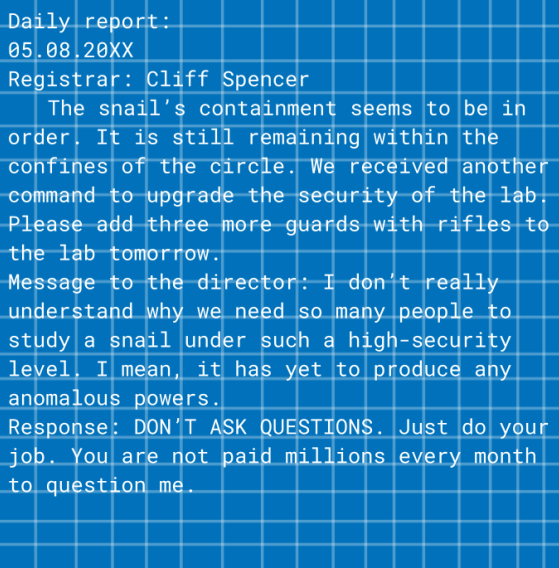 Daily report:
05.08.20XX
Registrar: Cliff Spencer
The snail’s containment seems to be in
order. It is still remaining within the
confines of the circle. We received another
command to upgrade the security of the lab.
Please add three more guards with rifles to
the lab tomorrow.
Message to the director: I don’t really
understand why we need so many people to
study a snail under such a high-security
level. I mean, it has yet to produce any
anomalous powers.
Response: DON’T ASK QUESTIONS. Just do your
job. You are not paid millions every month
to question me.